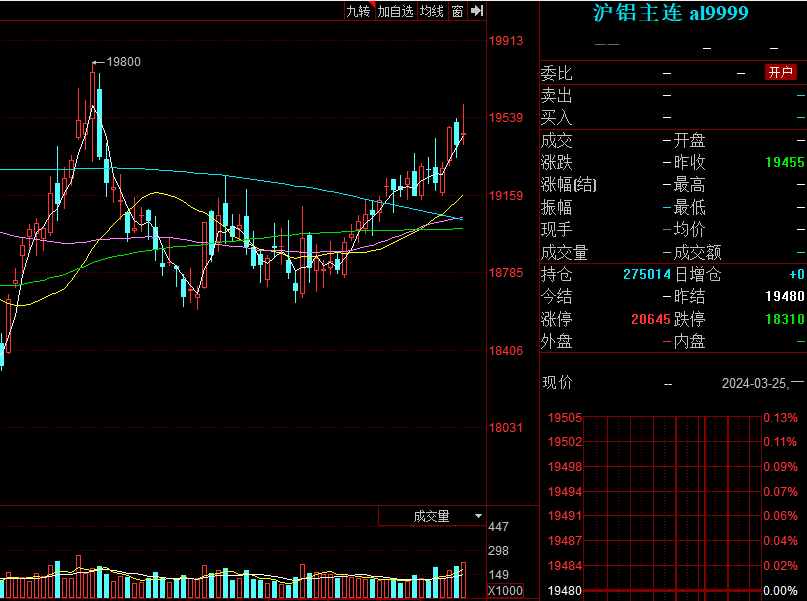 九转 加自选 均线 窗
19913
19800
19539
19159
18785
18406
18031
成交量
447
298
149
X1000
沪铝主连 al9999
—— — —
委比 — — 开户
卖出 —
买入 —
成交 — 开盘 —
涨跌 — 昨收 19455
涨幅(结) — 最高 —
振幅 — 最低 —
现手 — 均价 —
成交量 — 成交额 —
持仓 275014 日增仓 +0
今结 — 昨结 19480
涨停 20645 跌停 18310
外盘 — 内盘 —
现价 -- 2024-03-25,一
19505 0.13%
19502 0.11%
19498 0.09%
19494 0.07%
19491 0.06%
19487 0.04%
19484 0.02%
19480 0.00%